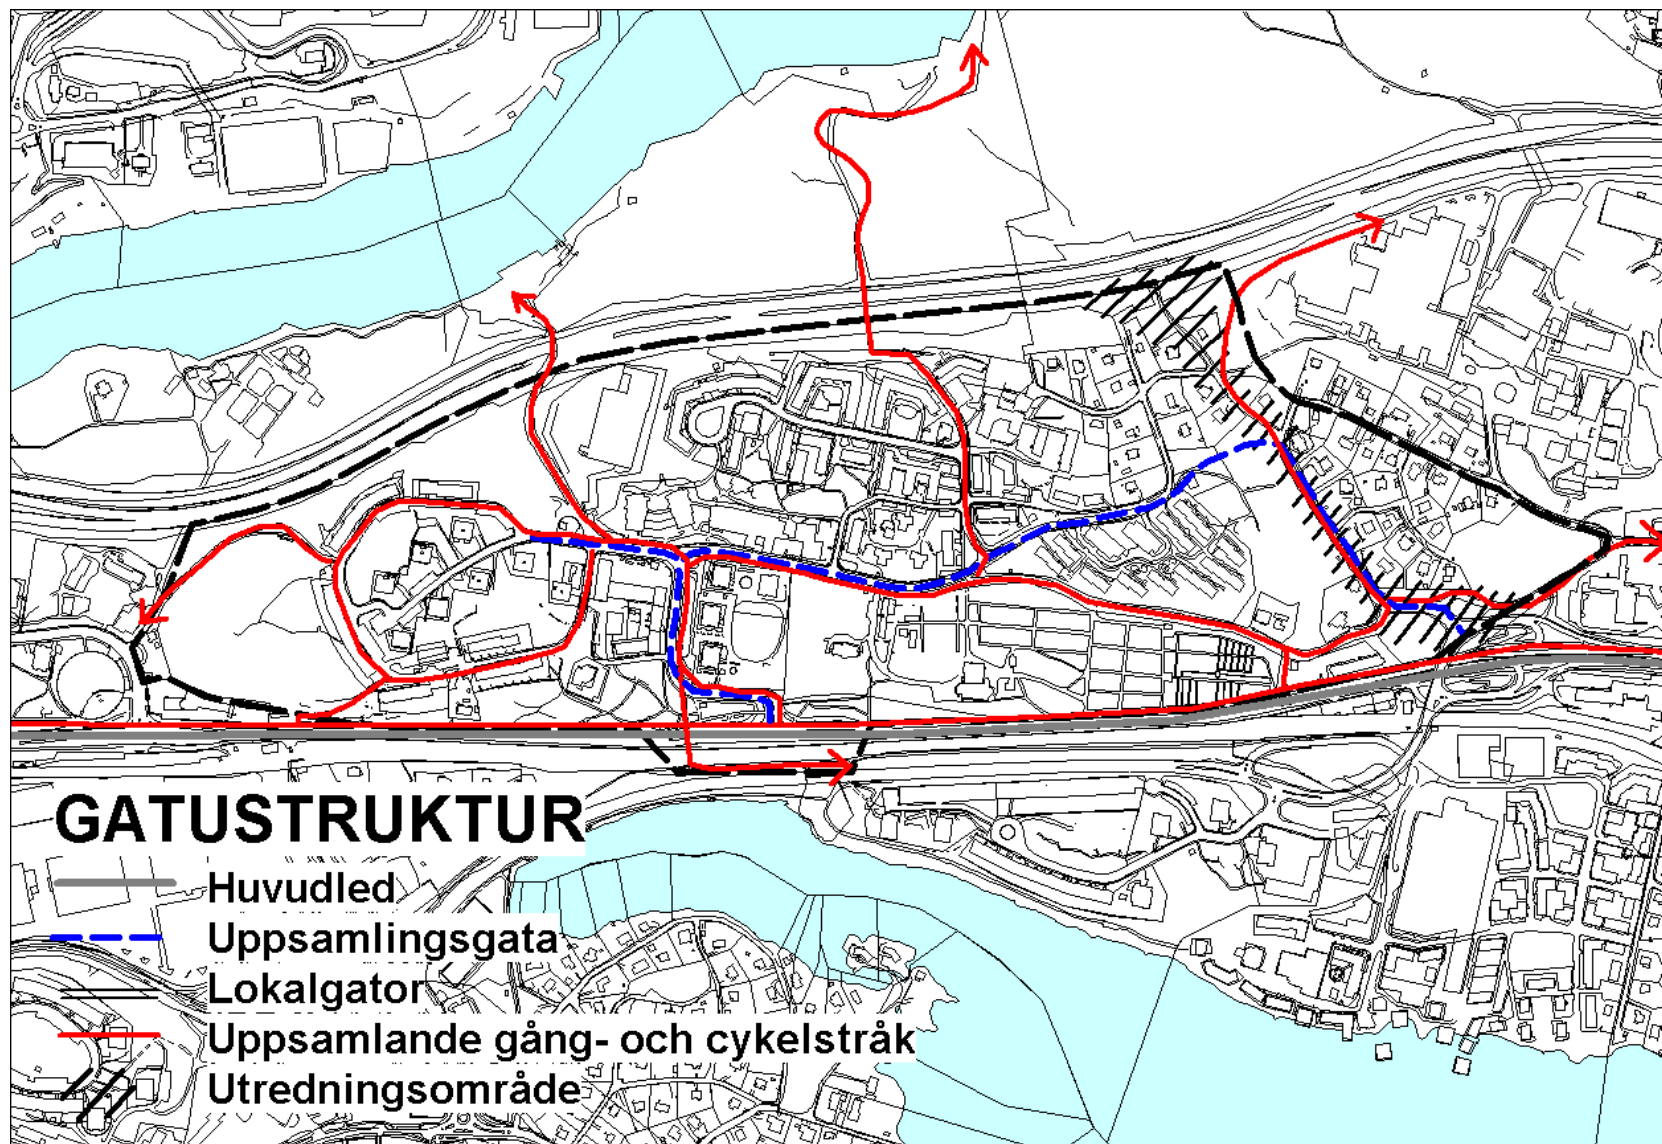 GATUSTRUKTUR
Huvudled
Uppsamlingsgata
Lokalgator
Uppsamlande gång- och cykelstråk
Utredningsområde